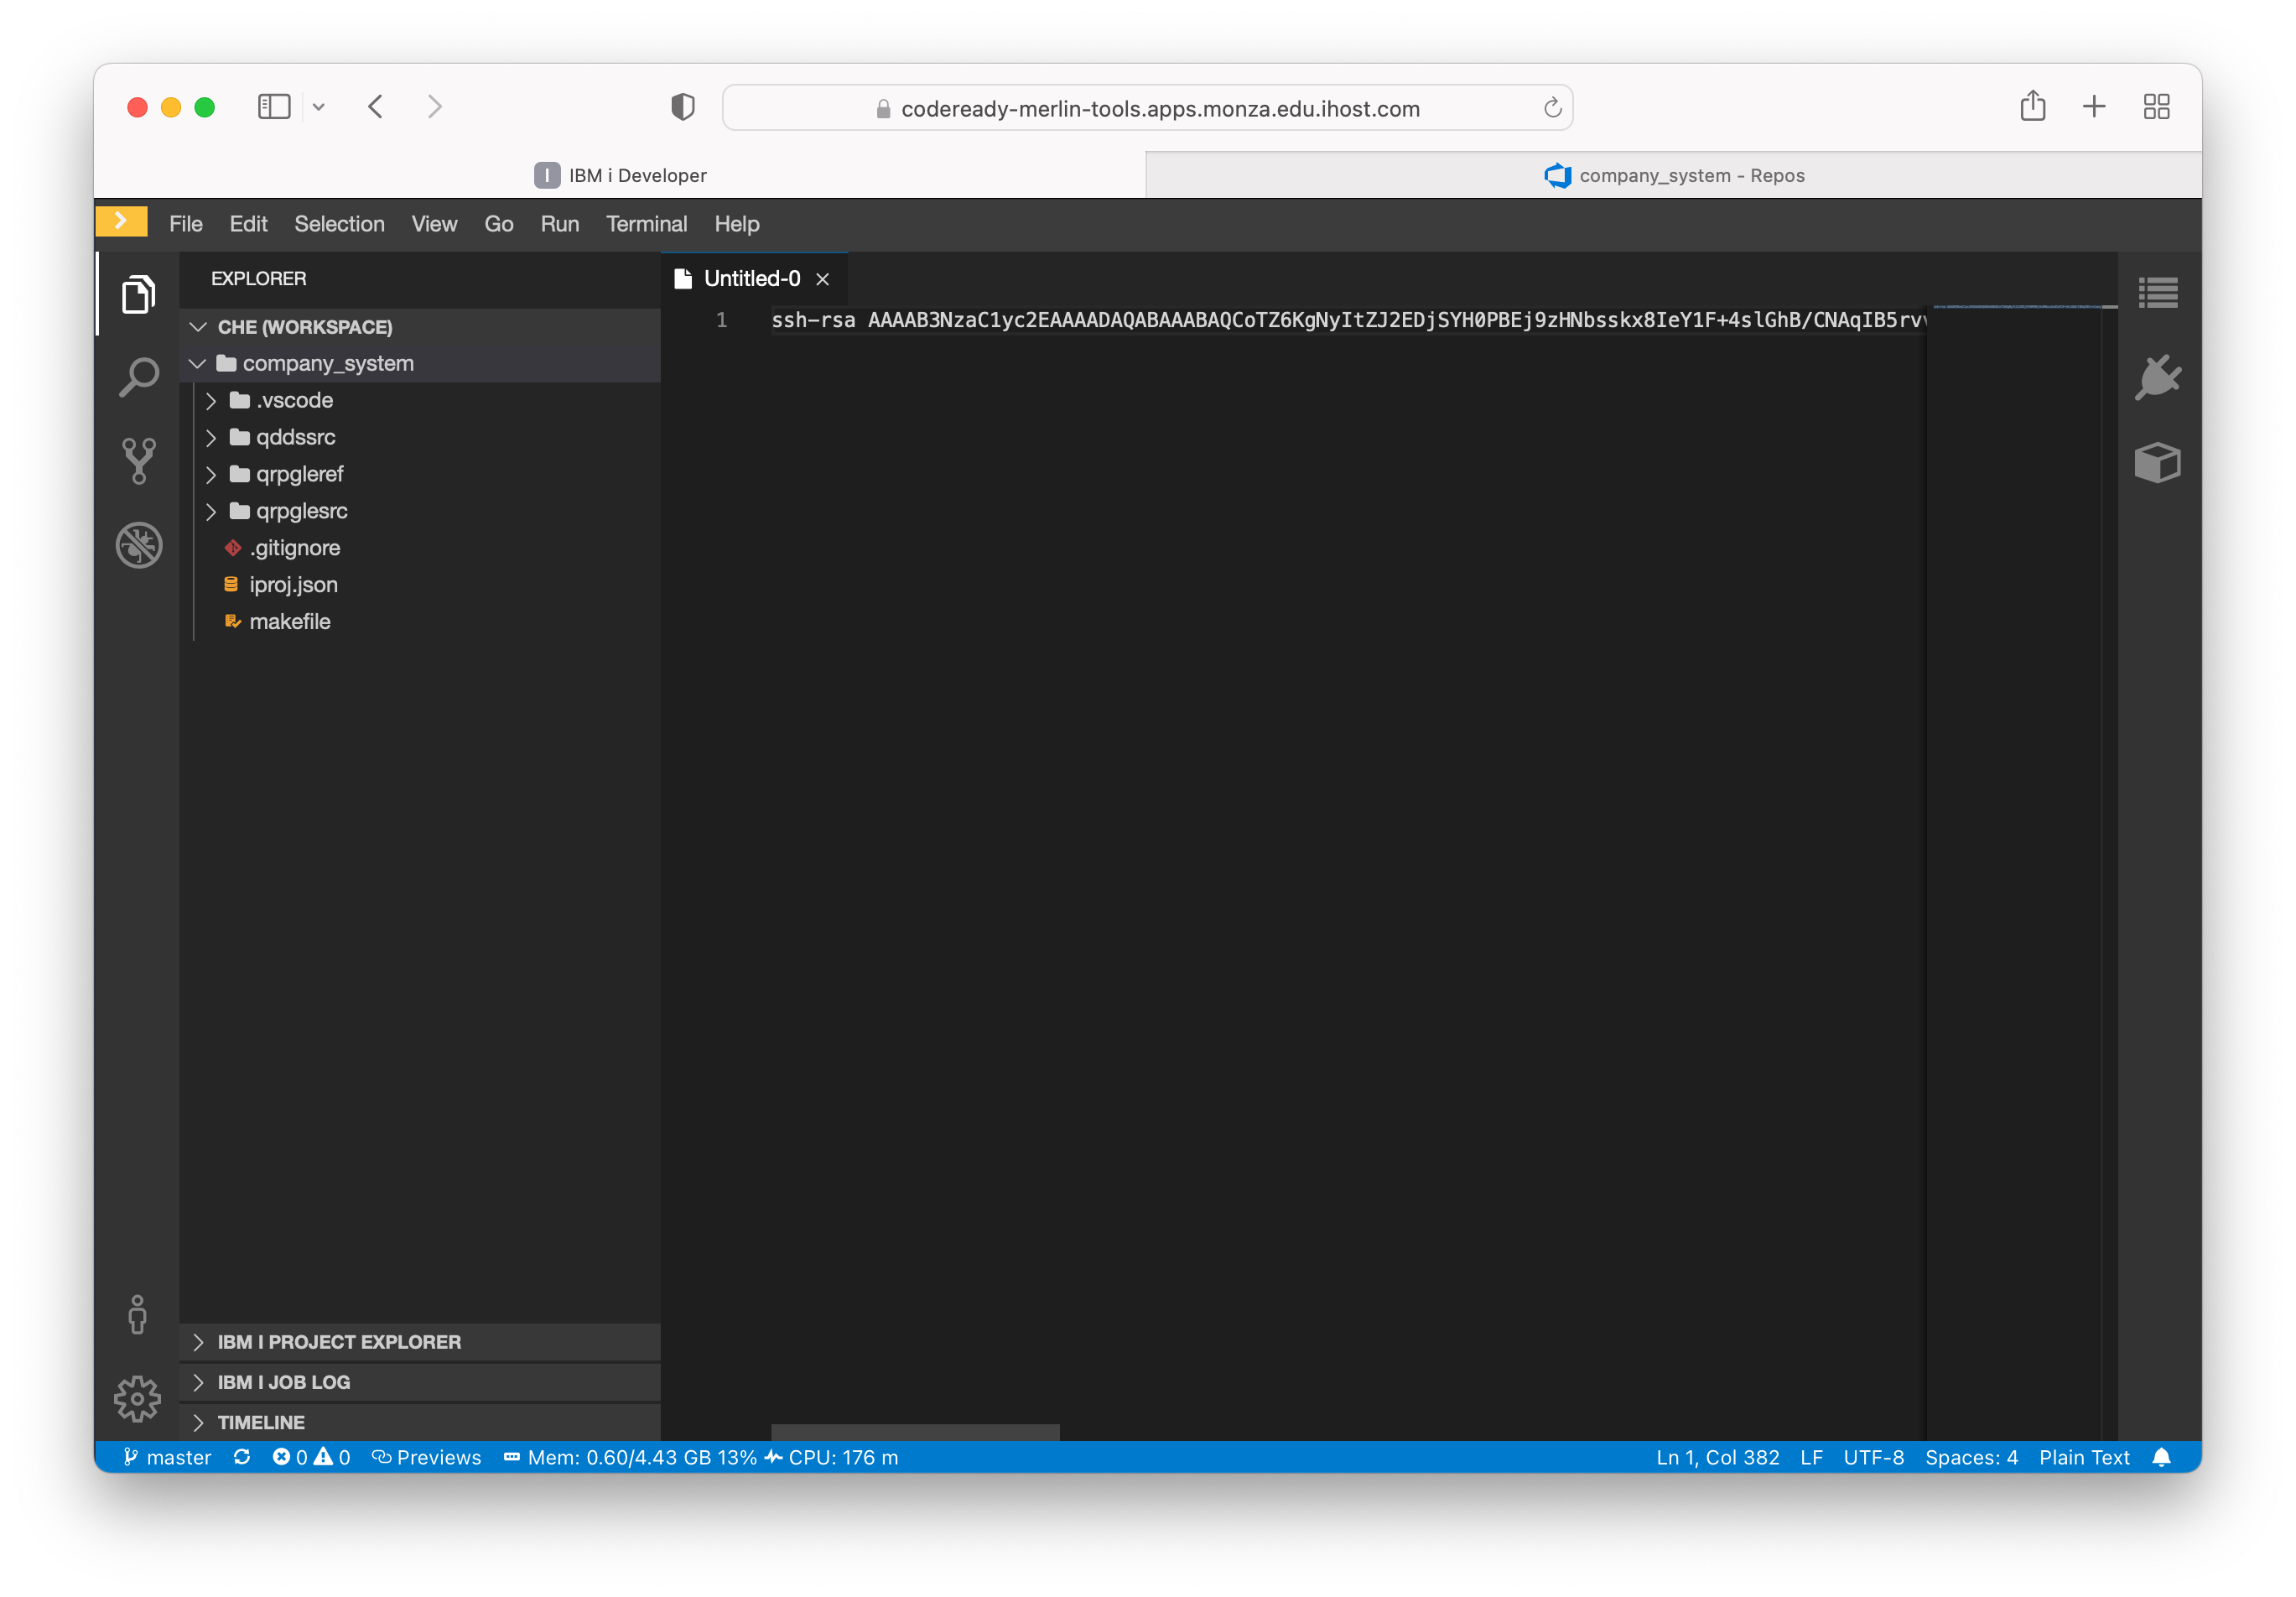 codeready-merlin-tools.apps.monza.edu.ihost.com
I IBM i Developer
company_system - Repos
File Edit Selection View Go Run Terminal Help
EXPLORER
Untitled-0
CHE (WORKSPACE)
1 ssh-rsa AAAAB3NzaC1yc2EAAAADAQABAAABAQCoTZ6KgNyItZJ2EDjSYH0PBEj9zHNbsskx8IeY1F+4slGhB/CNAqIB5rv
company_system
.vscode
qddssrc
qrpgleref
qrpglesrc
.gitignore
iproj.json
makefile
IBM I PROJECT EXPLORER
IBM I JOB LOG
TIMELINE
master 0 0 Previews Mem: 0.60/4.43 GB 13% CPU: 176 m Ln 1, Col 382 LF UTF-8 Spaces: 4 Plain Text